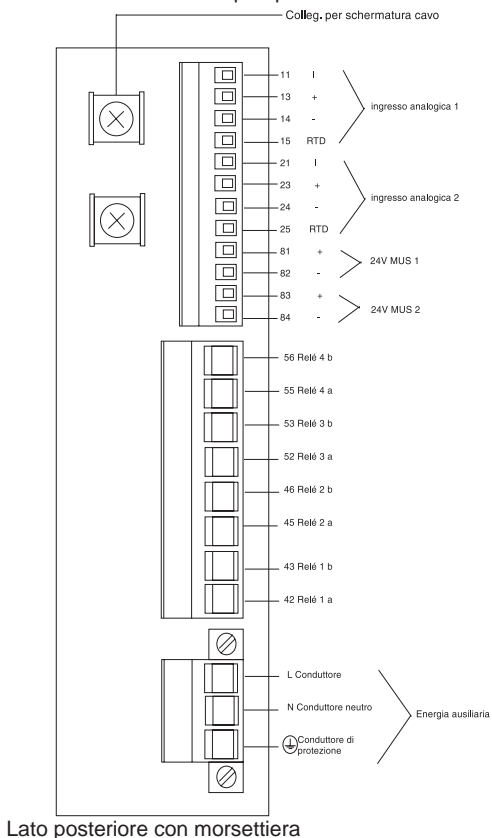 Colleg. per schermatura cavo
11 I
13 +
14 -
15 RTD
ingresso analogica 1
21 I
23 +
24 -
25 RTD
ingresso analogica 2
81 +
82 -
24V MUS 1
83 +
84 -
24V MUS 2
56 Relé 4 b
55 Relé 4 a
53 Relé 3 b
52 Relé 3 a
46 Relé 2 b
45 Relé 2 a
43 Relé 1 b
42 Relé 1 a
L Conduttore
N Conduttore neutro
Conduttore di
protezione
Energia ausiliaria
Lato posteriore con morsettiera